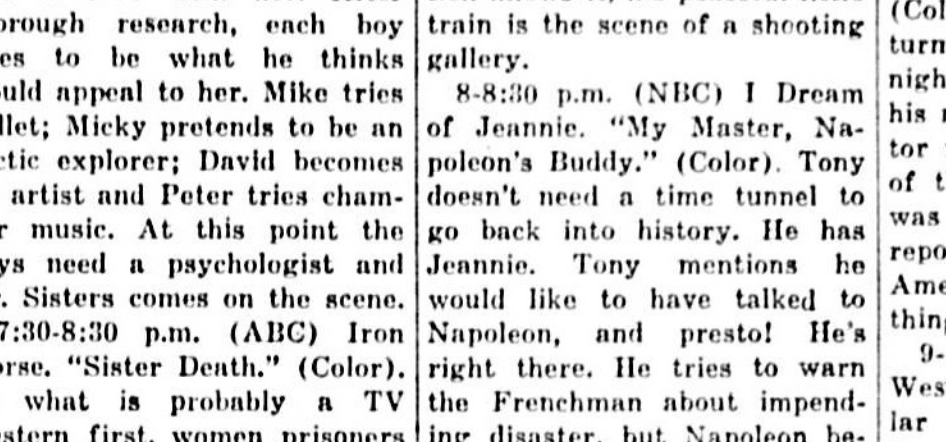 orough research, each boy
es to be what he thinks
ould appeal to her. Mike tries
llet; Micky pretends to be an
ctic explorer; David becomes
artist and Peter tries cham-
r music. At this point the
ys need a psychologist and
. Sisters comes on the scene.
7:30-8:30 p.m. (ABC) Iron
orse. "Sister Death." (Color).
what is probably a TV
estern first, women prisoners
train is the scene of a shooting
gallery.
8-8:30 p.m. (NBC) I Dream
of Jeannie. "My Master, Na-
poleon's Buddy." (Color). Tony
doesn't need a time tunnel to
go back into history. He has
Jeannie. Tony mentions he
would like to have talked to
Napoleon, and presto! He's
right there. He tries to warn
the Frenchman about impend-
ing disaster, but Napoleon be-
(Col
turn
nigh
his
tor
of t
was
repo
Ame
thing
9-
Wes
lar